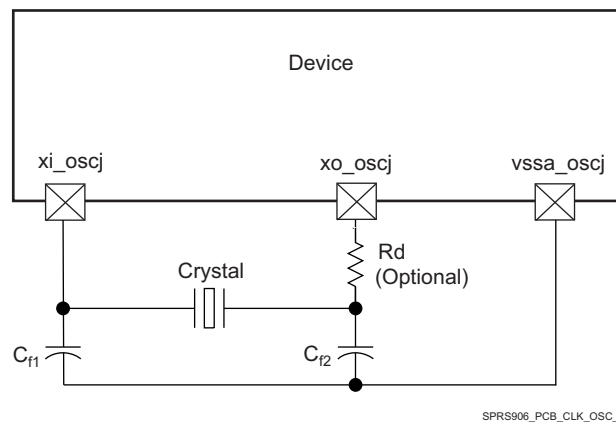 Device
xi_oscj
xo_oscj
vssa_oscj
Rd
(Optional)
Crystal
Cf1
Cf2
SPRS906_PCB_CLK_OSC_